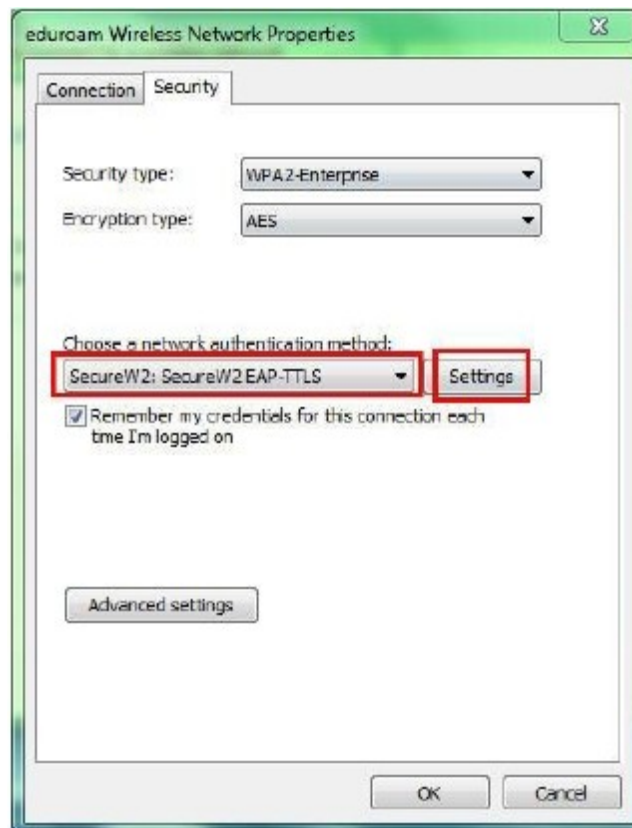 eduroam Wireless Network Properties
Connection Security
Security type: WPA2-Enterprise
Encryption type: AES
Choose a network authentication method:
SecureW2: SecureW2 EAP-TTLS Settings
Remember my credentials for this connection each
time I'm logged on
Advanced settings
OK Cancel